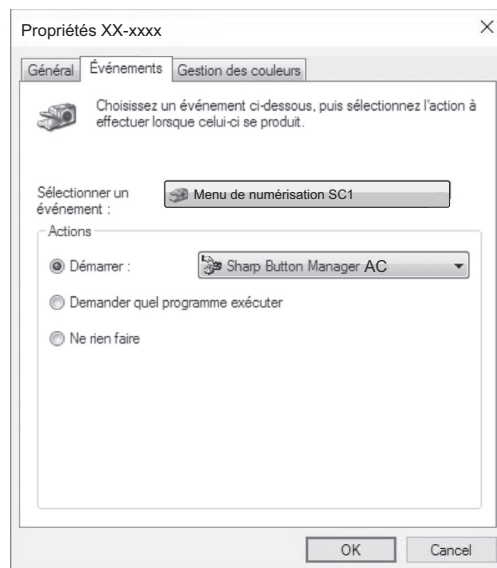 Propriétés XX-xxxx
Général
Événements
Gestion des couleurs
Choisissez un événement ci-dessous, puis sélectionnez l'action à
effectuer lorsque celui-ci se produit.
Sélectionner un
événement :
Menu de numérisation SC1
Actions
Démarrer :
Sharp Button Manager AC
Demander quel programme exécuter
Ne rien faire
OK
Cancel